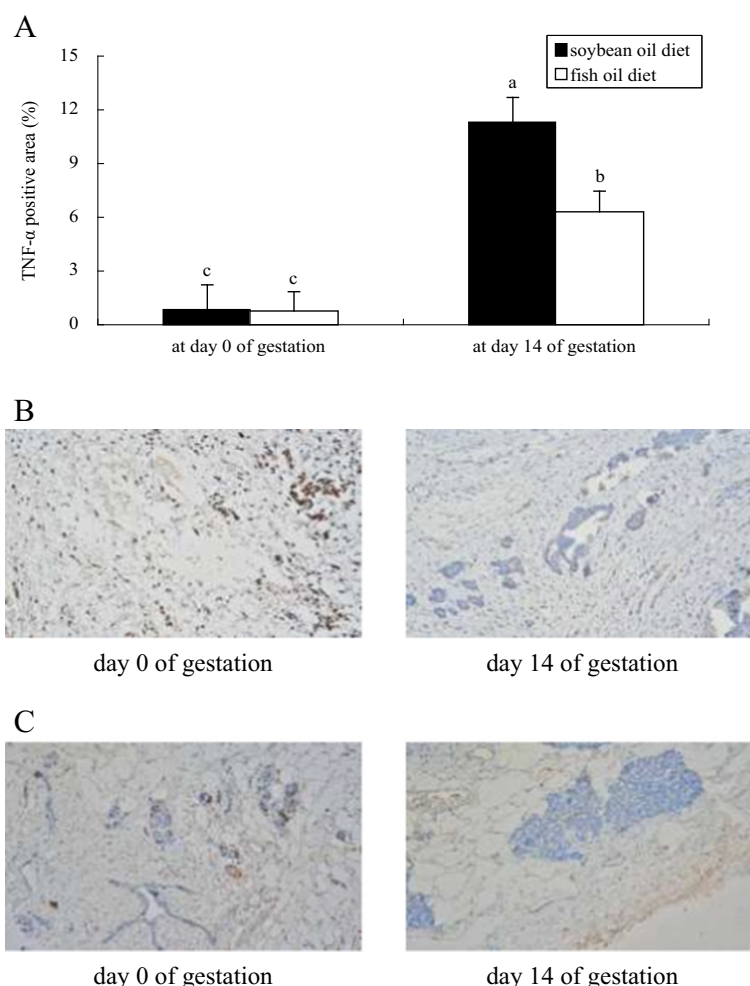 A
15
12
9
6
3
0
TNF-α positive area (%)
soybean oil diet
fish oil diet
c
c
a
b
at day 0 of gestation
at day 14 of gestation
B
day 0 of gestation
day 14 of gestation
C
day 0 of gestation
day 14 of gestation